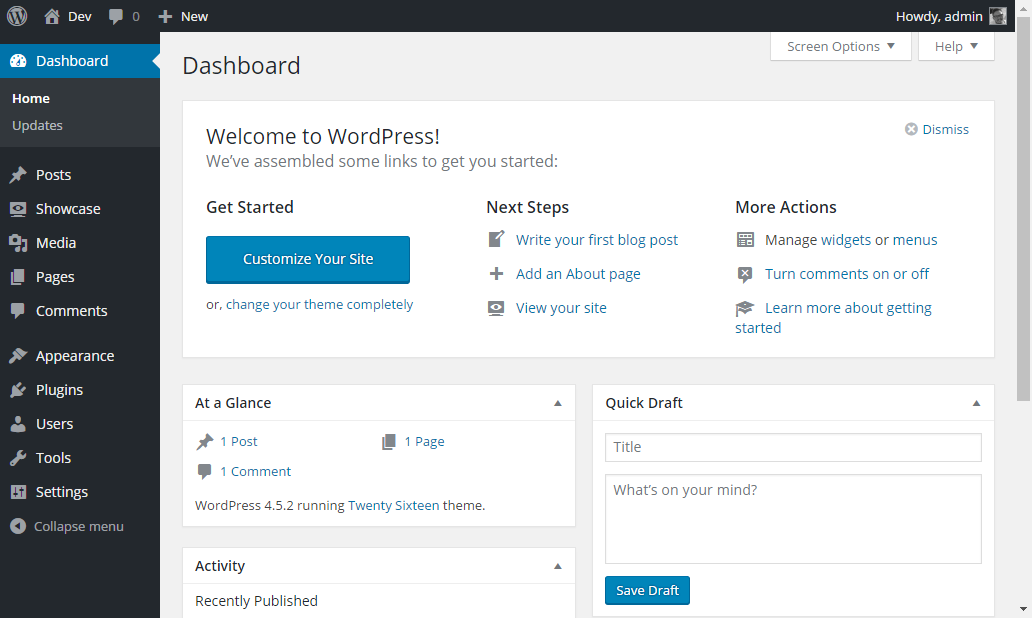 Dev 0 New Howdy, admin
Screen Options Help
Dashboard
Home
Updates
Posts
Showcase
Media
Pages
Comments
Appearance
Plugins
Users
Tools
Settings
Collapse menu
Dashboard
Welcome to WordPress!
Dismiss
We’ve assembled some links to get you started:
Get Started
Customize Your Site
or, change your theme completely
Next Steps
Write your first blog post
Add an About page
View your site
More Actions
Manage widgets or menus
Turn comments on or off
Learn more about getting
started
At a Glance
1 Post 1 Page
1 Comment
WordPress 4.5.2 running Twenty Sixteen theme.
Activity
Recently Published
Quick Draft
Title
What’s on your mind?
Save Draft